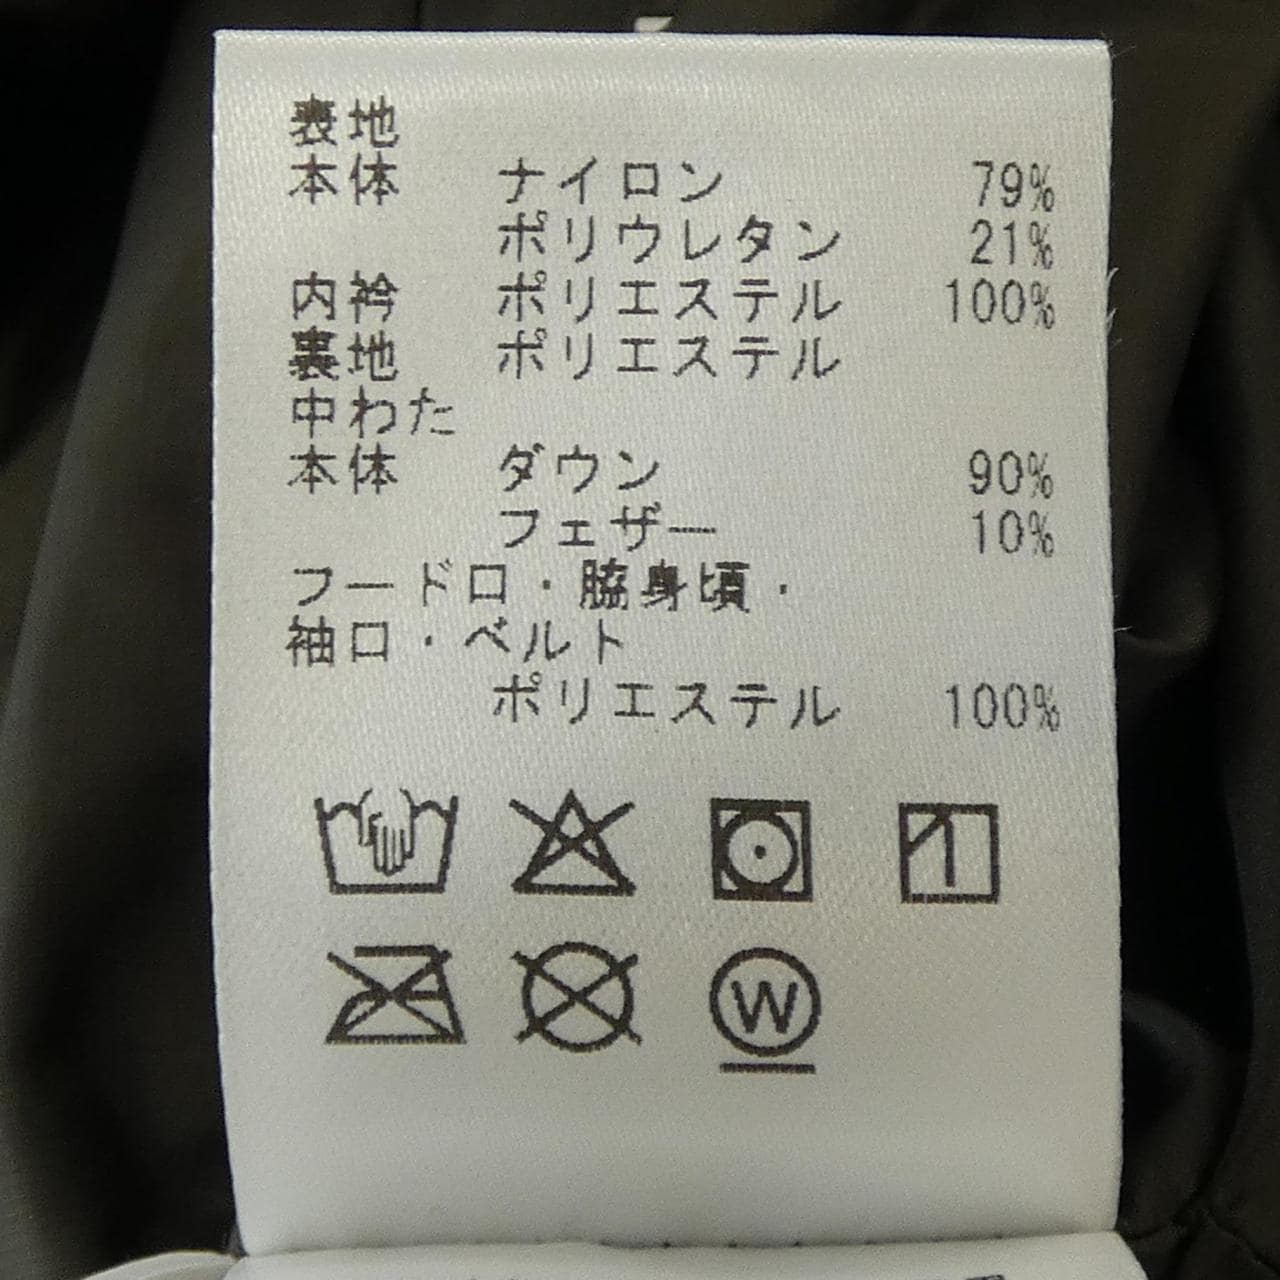 表地
本体 ナイロン 79%
ポリウレタン 21%
内衿 ポリエステル 100%
裏地 ポリエステル
中わた
本体 ダウン 90%
フェザー 10%
フード口・脇身頃・
袖口・ベルト
ポリエステル 100%
W